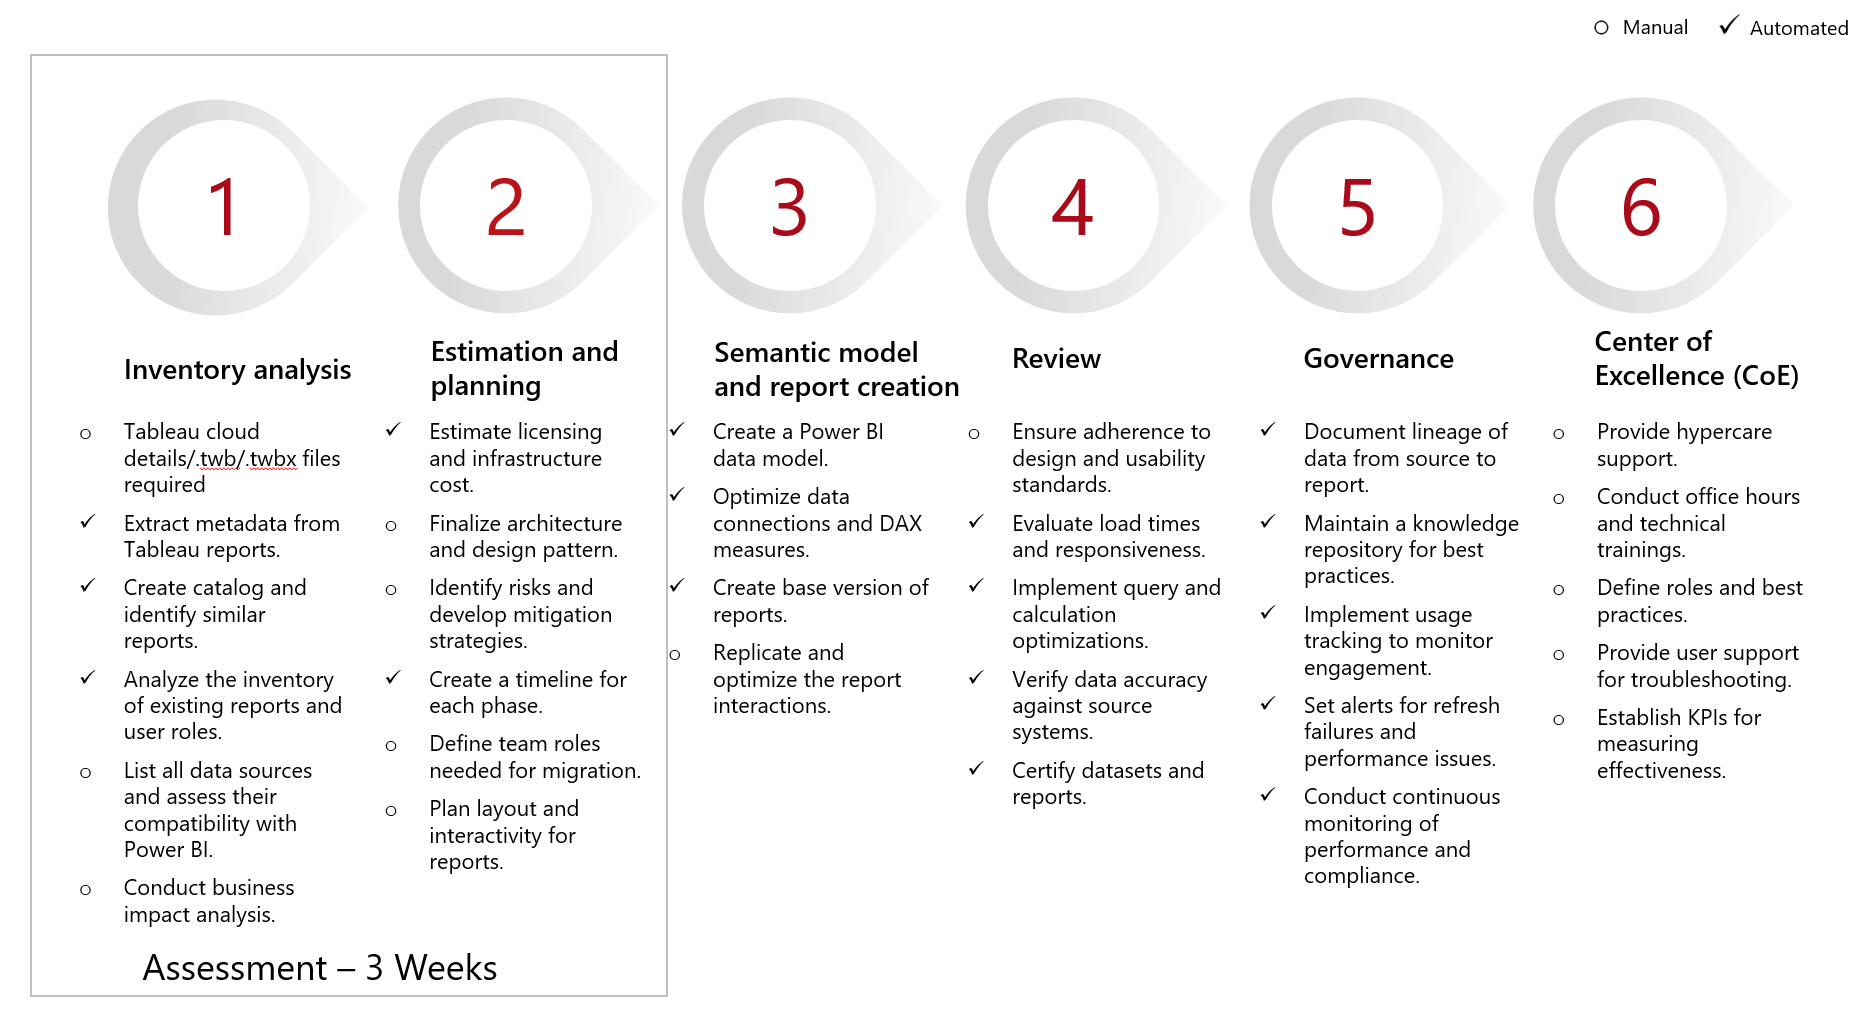 ○ Manual ✓ Automated
1
2
3
4
5
6
Inventory analysis
○ Tableau cloud
details/.twb/.twbx files
required
✓ Extract metadata from
Tableau reports.
✓ Create catalog and
identify similar
reports.
✓ Analyze the inventory
of existing reports and
user roles.
○ List all data sources
and assess their
compatibility with
Power BI.
○ Conduct business
impact analysis.
Estimation and
planning
✓ Estimate licensing
and infrastructure
cost.
○ Finalize architecture
and design pattern.
○ Identify risks and
develop mitigation
strategies.
✓ Create a timeline for
each phase.
○ Define team roles
needed for migration.
○ Plan layout and
interactivity for
reports.
Assessment – 3 Weeks
Semantic model
and report creation
✓ Create a Power BI
data model.
✓ Optimize data
connections and DAX
measures.
✓ Create base version of
reports.
○ Replicate and
optimize the report
interactions.
Review
○ Ensure adherence to
design and usability
standards.
✓ Evaluate load times
and responsiveness.
✓ Implement query and
calculation
optimizations.
✓ Verify data accuracy
against source
systems.
✓ Certify datasets and
reports.
Governance
✓ Document lineage of
data from source to
report.
✓ Maintain a knowledge
repository for best
practices.
✓ Implement usage
tracking to monitor
engagement.
✓ Set alerts for refresh
failures and
performance issues.
✓ Conduct continuous
monitoring of
performance and
compliance.
Center of
Excellence (CoE)
○ Provide hypercare
support.
○ Conduct office hours
and technical
trainings.
○ Define roles and best
practices.
○ Provide user support
for troubleshooting.
○ Establish KPIs for
measuring
effectiveness.